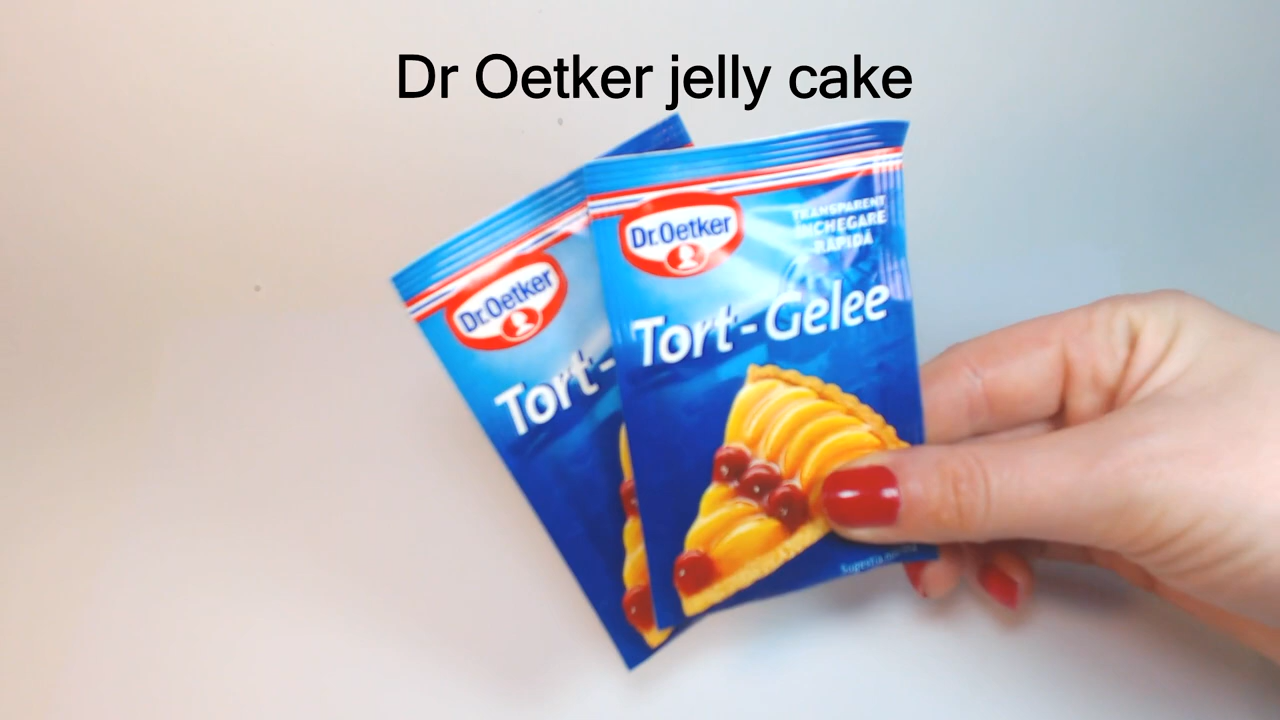 Dr Oetker jelly cake
Dr.Oetker
Tort-
Dr.Oetker
TRANSPARENT
ÎNCHEGARE
RAPIDĂ
Tort-Gelee